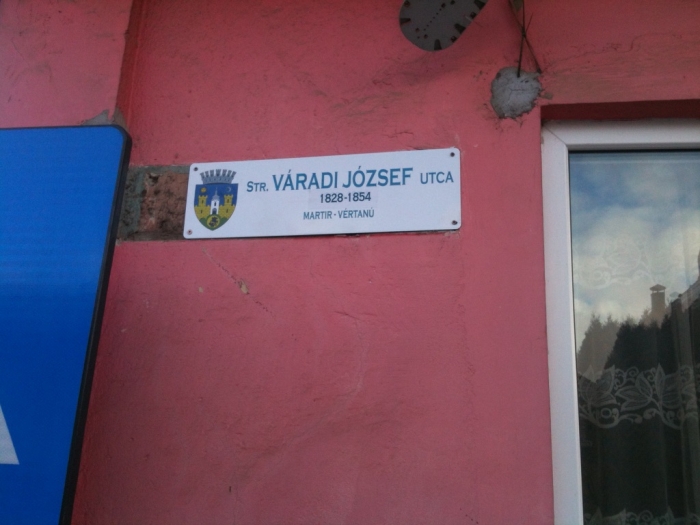 STR. VÁRADI JÓZSEF UTCA
1828-1854
MARTIR - VÉRTANÚ